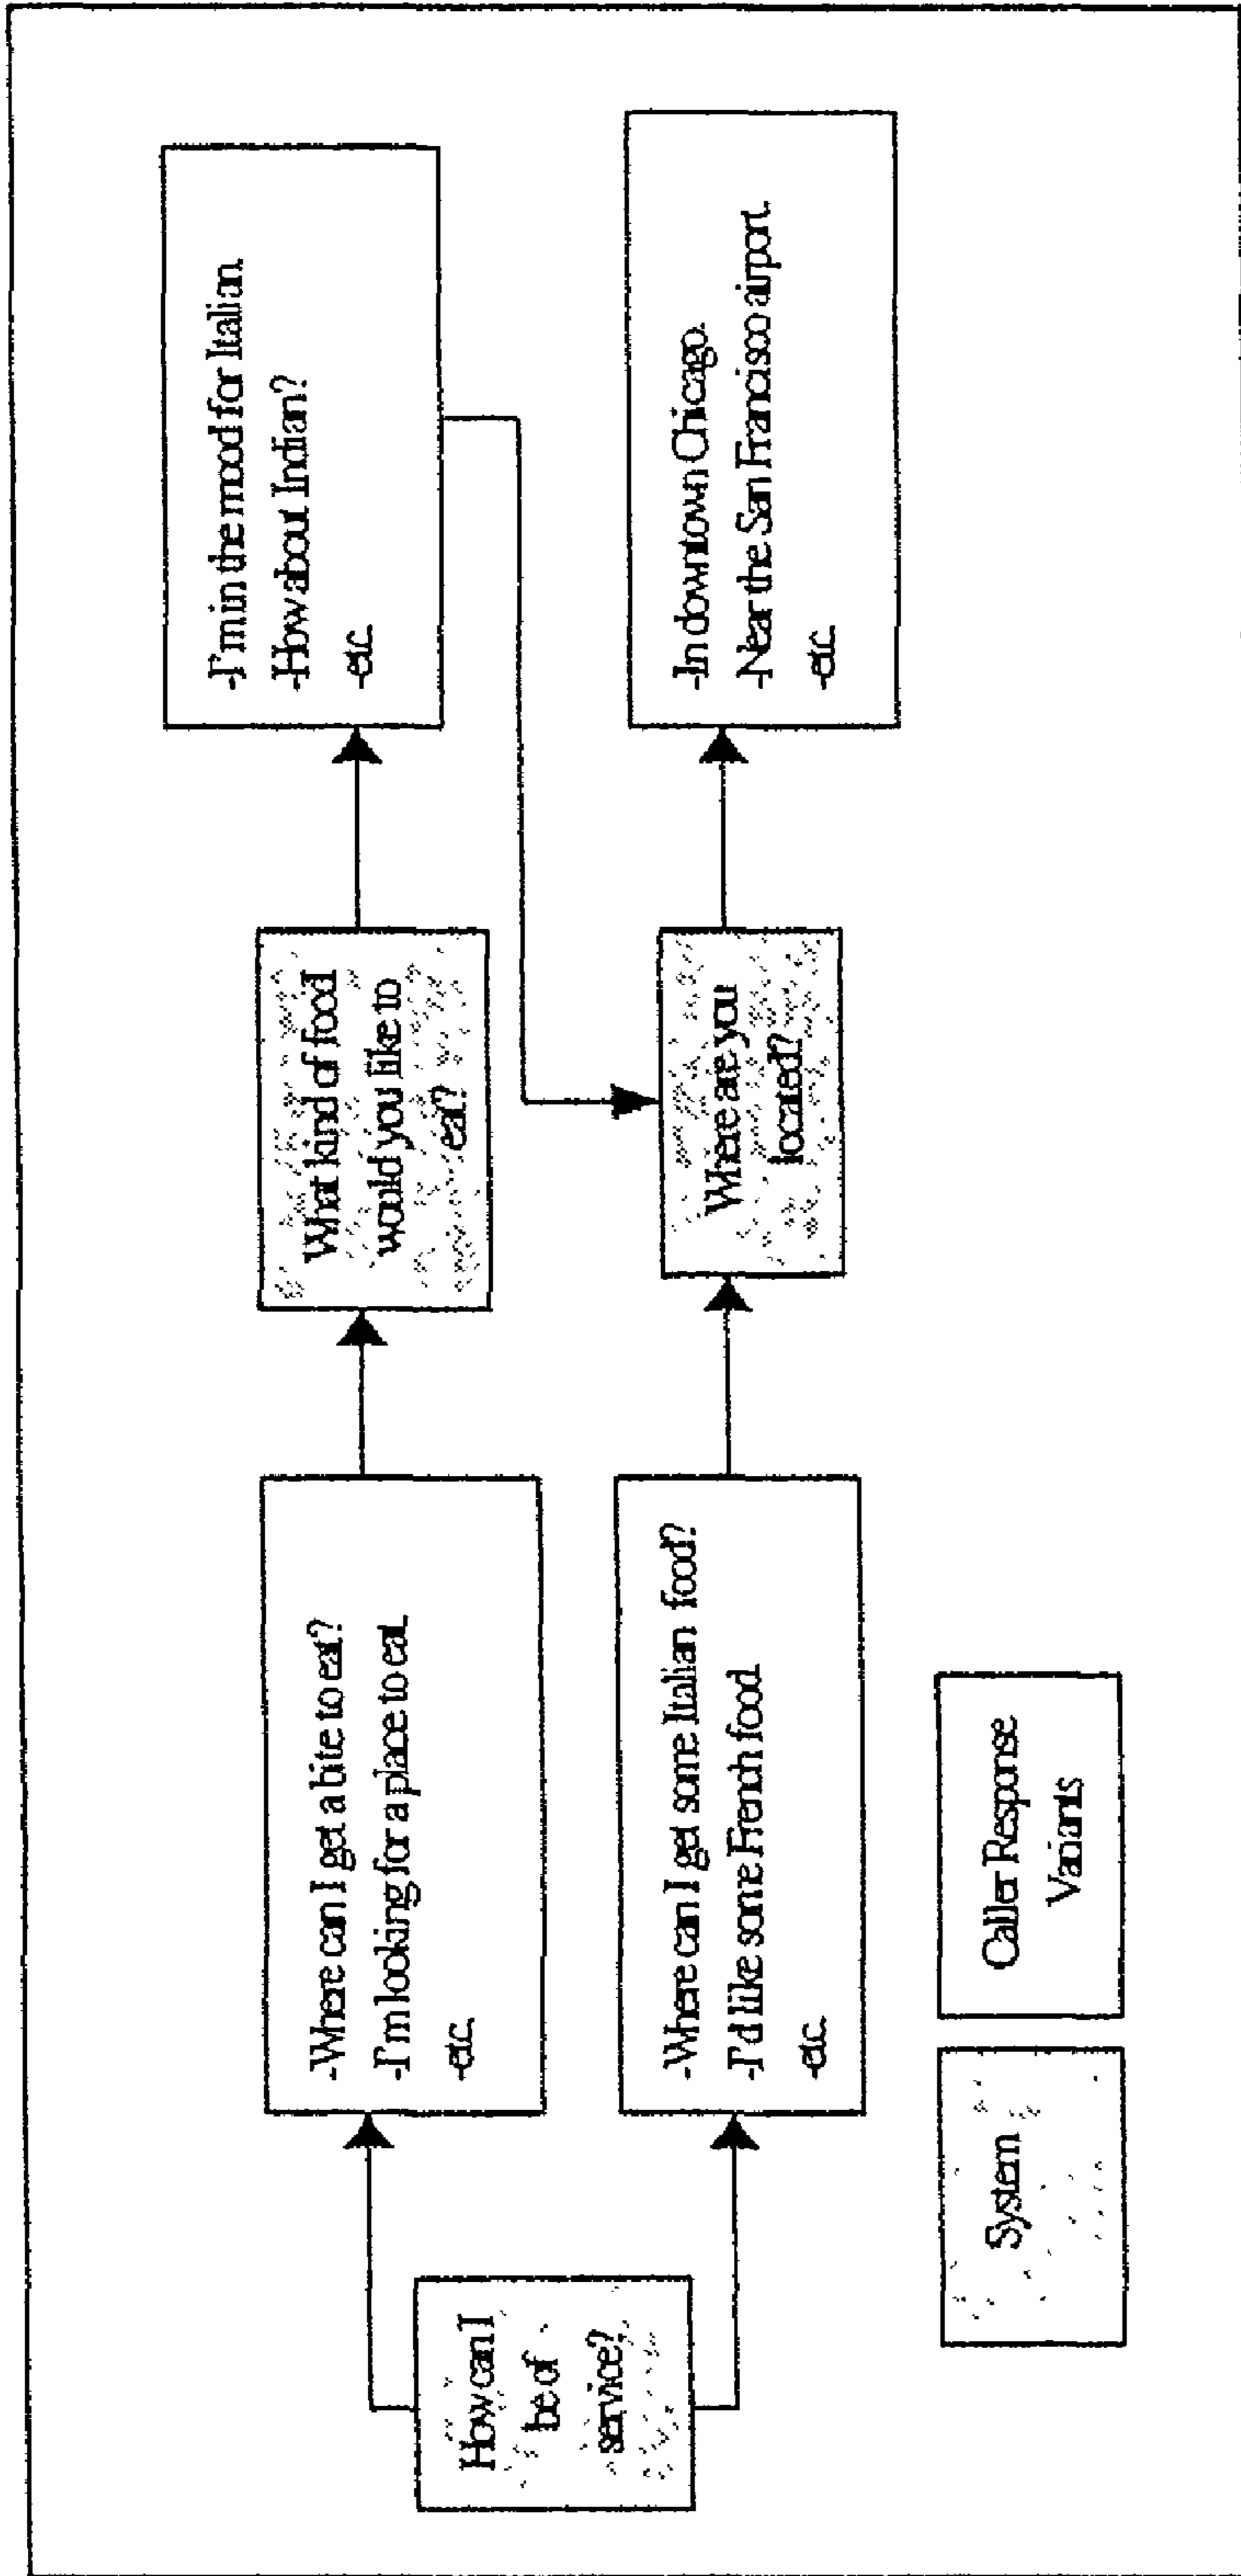 How can I
be of
service?
-Where can I get a bite to eat?
-I'm looking for a place to eat.
-etc.
-Where can I get some Italian food?
-I'd like some French food.
-etc.
What kind of food
would you like to
eat?
-I'm in the mood for Italian.
-How about Indian?
-etc.
Where are you
located?
-In downtown Chicago.
-Near the San Francisco airport.
-etc.
System
Caller Response
Variants